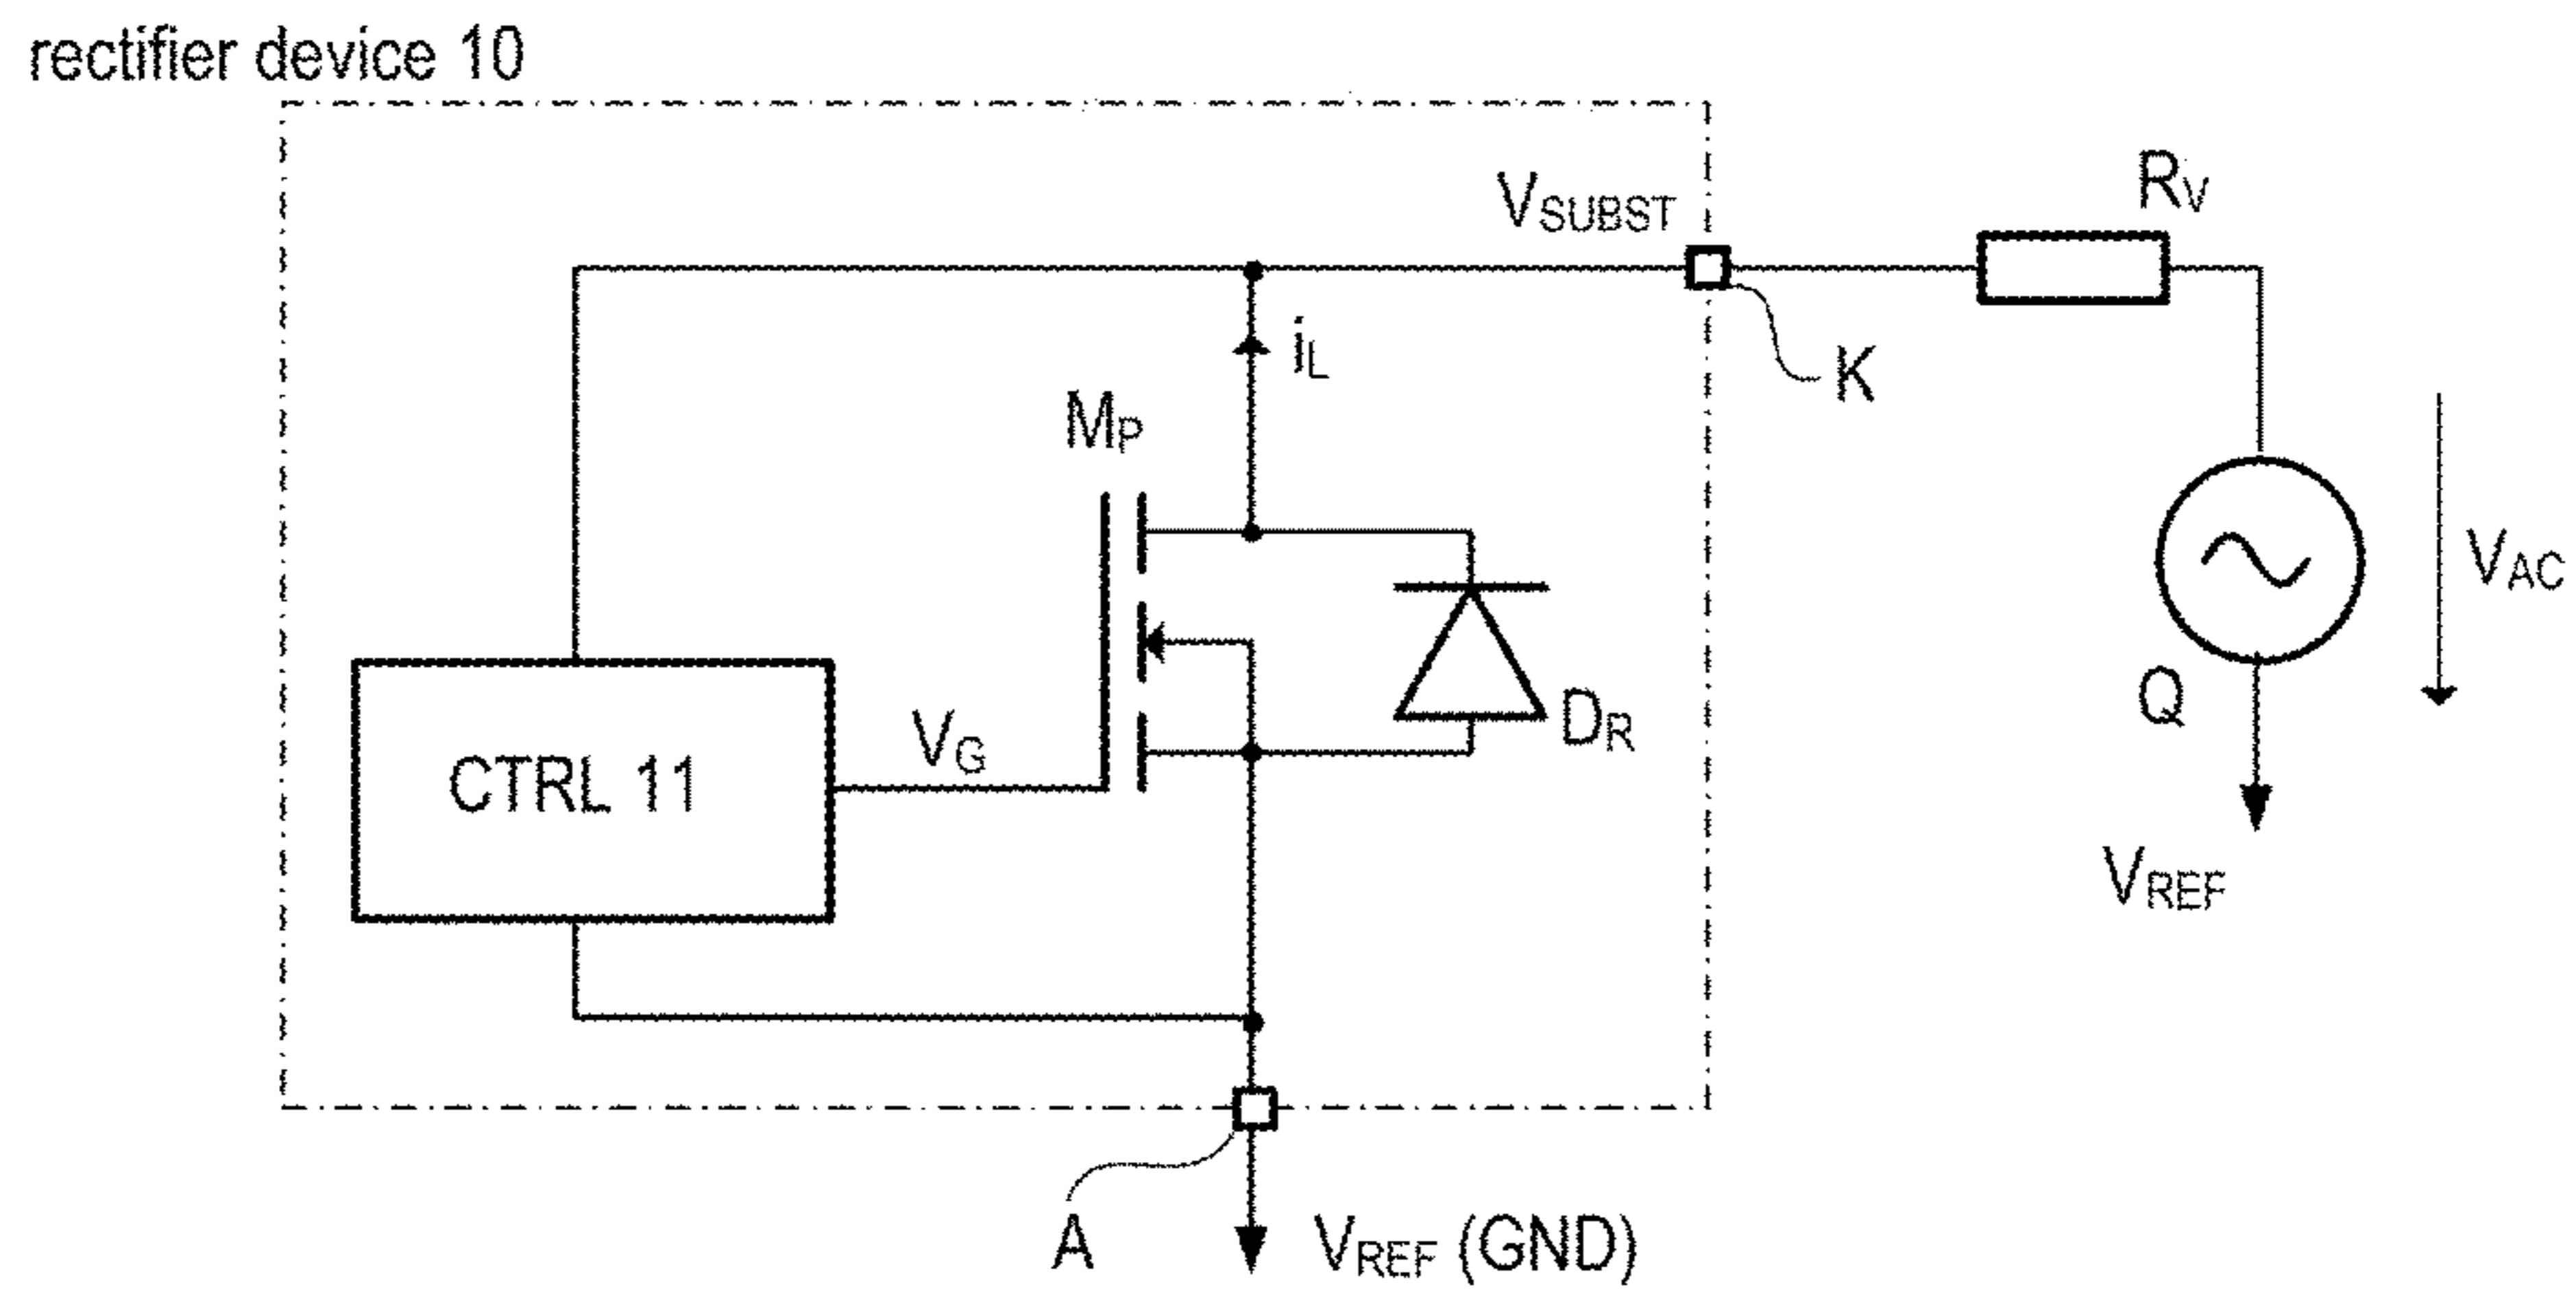 rectifier device 10
VSUBST
RV
iL
K
MP
VAC
Q
DR
VG
CTRL 11
VREF
A
VREF (GND)